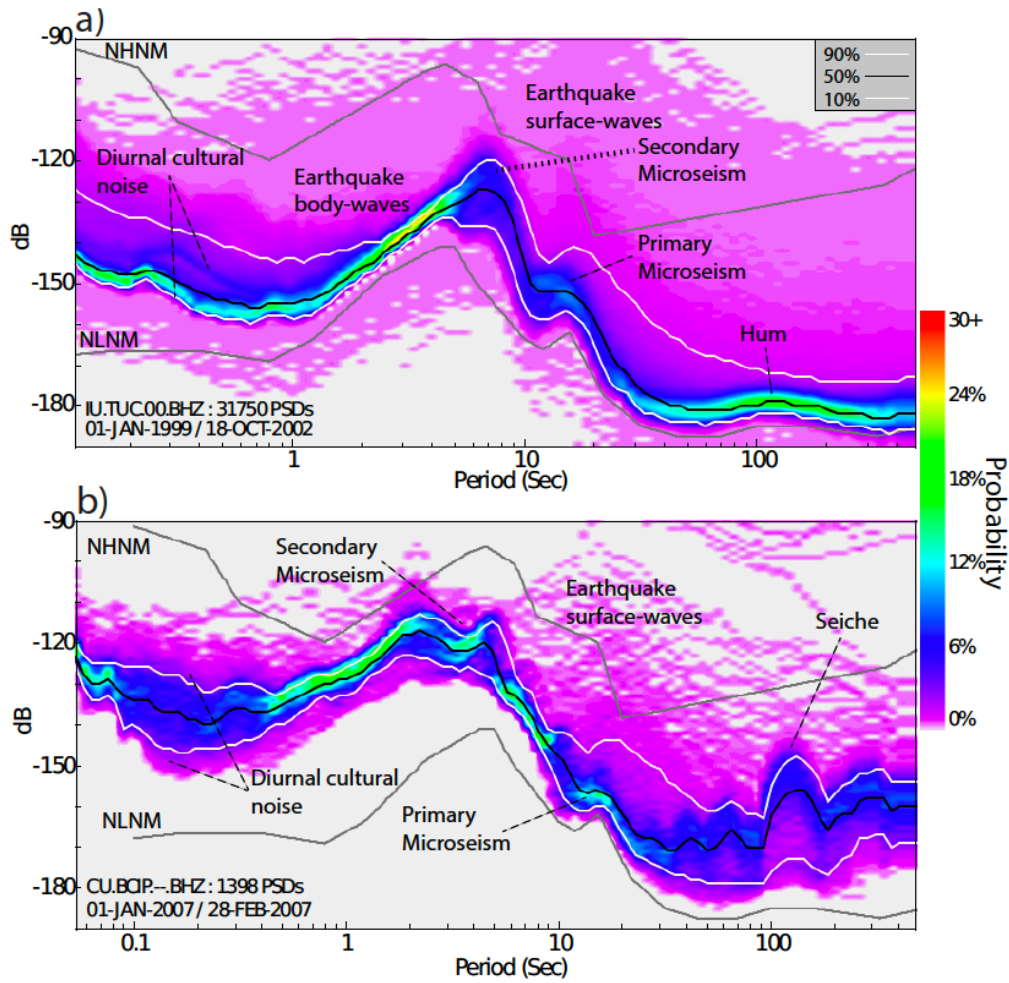 a)
-90
NHNM
90%
50%
10%
Earthquake
surface-waves
-120
Diurnal cultural
noise
Secondary
Microseism
Earthquake
body-waves
dB
Primary
Microseism
-150
NLNM
Hum
-180
IU.TUC.00.BHZ : 31750 PSDs
01-JAN-1999 / 18-OCT-2002
1
10
100
Period (Sec)
30+
24%
18%
12%
6%
0%
Probability
b)
-90
NHNM
Secondary
Microseism
Earthquake
surface-waves
Seiche
-120
dB
-150
Diurnal cultural
noise
NLNM
Primary
Microseism
-180
CU.BCIP.--.BHZ : 1398 PSDs
01-JAN-2007 / 28-FEB-2007
0.1
1
10
100
Period (Sec)